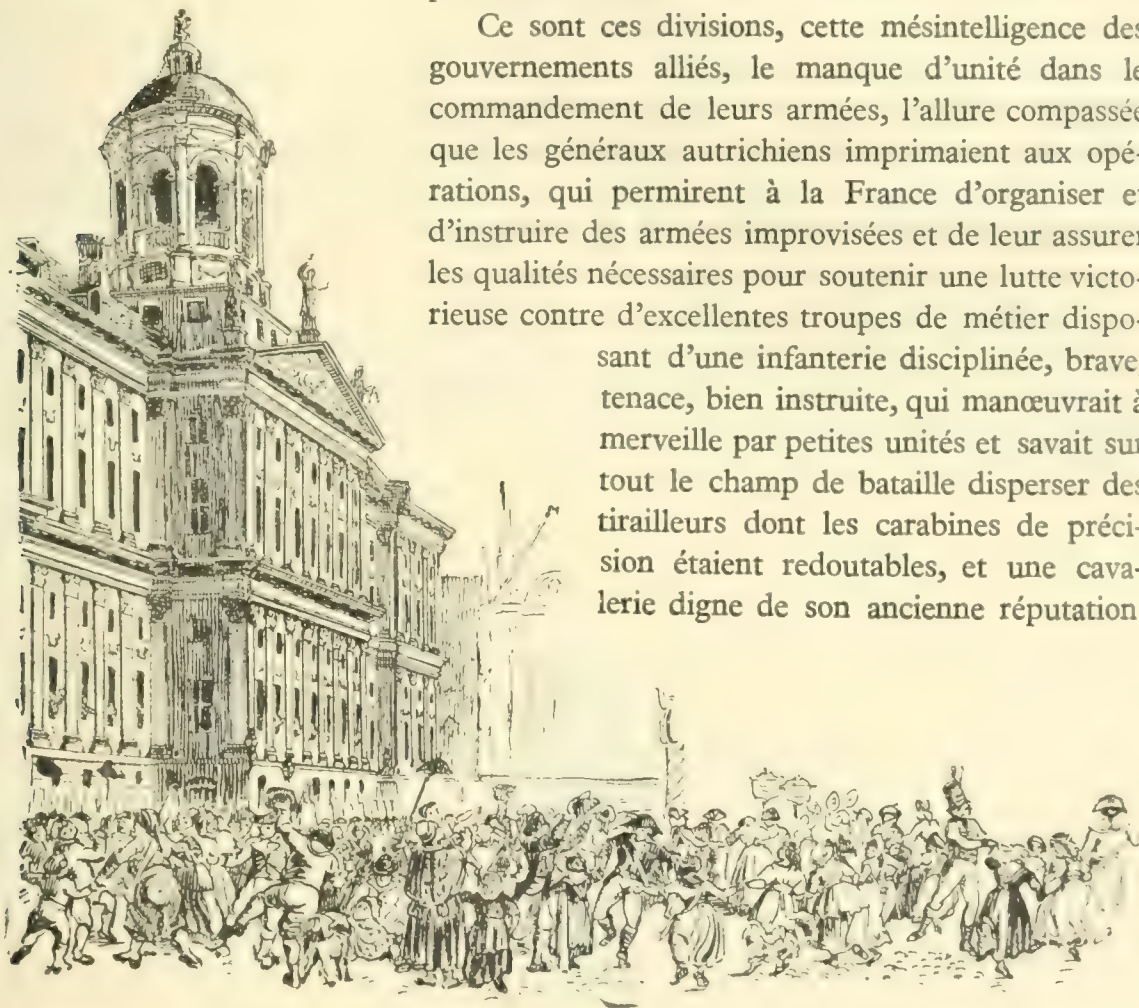 Ce sont ces divisions, cette mésintelligence des
gouvernements alliés, le manque d'unité dans le
commandement de leurs armées, l'allure compassée
que les généraux autrichiens imprimaient aux opé-
rations, qui permirent à la France d'organiser et
d'instruire des armées improvisées et de leur assurer
les qualités nécessaires pour soutenir une lutte victo-
rieuse contre d'excellentes troupes de métier dispo-
sant d'une infanterie disciplinée, brave,
tenace, bien instruite, qui manœuvrait à
merveille par petites unités et savait sur
tout le champ de bataille disperser des
tirailleurs dont les carabines de préci-
sion étaient redoutables, et une cava-
lerie digne de son ancienne réputation